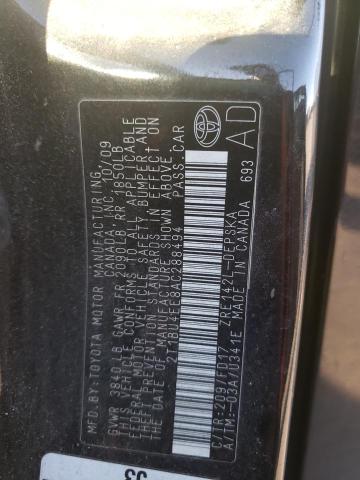 MFD.BY:TOYOTA MOTOR MANUFACTURING
CANADA INC. 10/09
GVWR 3840LB GAWR-FR 2090LB RR 1850LB
THIS VEHICLE CONFORMS TO ALL APPLICABLE
FEDERAL MOTOR VEHICLE SAFETY BUMPER, AND
THEFT PREVENTION STANDARDS IN EFFECT ON
THE DATE OF MANUFACTURE SHOWN ABOVE.
2T1BU4EE8AC288494 PASS.CAR
AD
C/TR:209/FD17 ZRE142L-DEPSKA
A/TM:-03A/U341E MADE IN CANADA 693